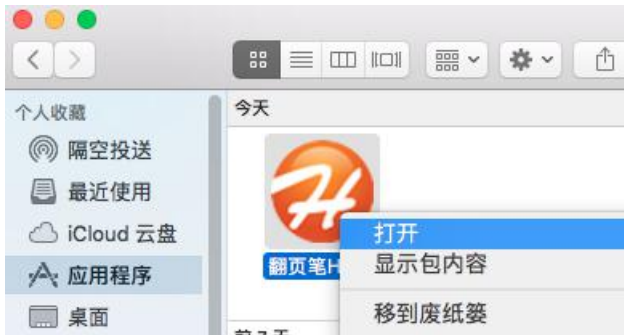 个人收藏
隔空投送
最近使用
iCloud 云盘
应用程序
桌面
今天
翻页笔H
打开
显示包内容
移到废纸篓